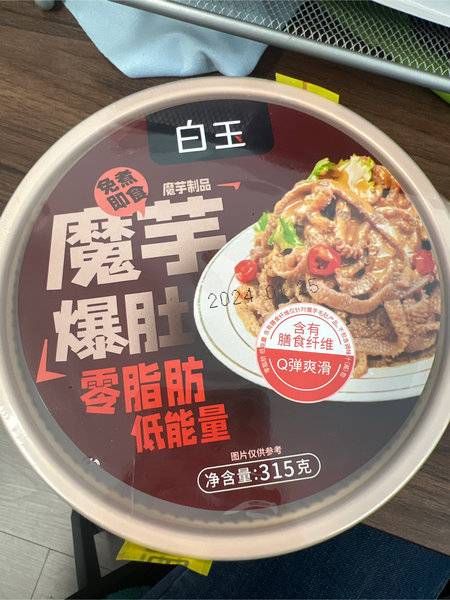 白玉
免煮
即食
魔芋制品
魔芋
爆肚
零脂肪
低能量
含有
膳食纤维
Q弹爽滑
图片仅供参考
净含量:315克